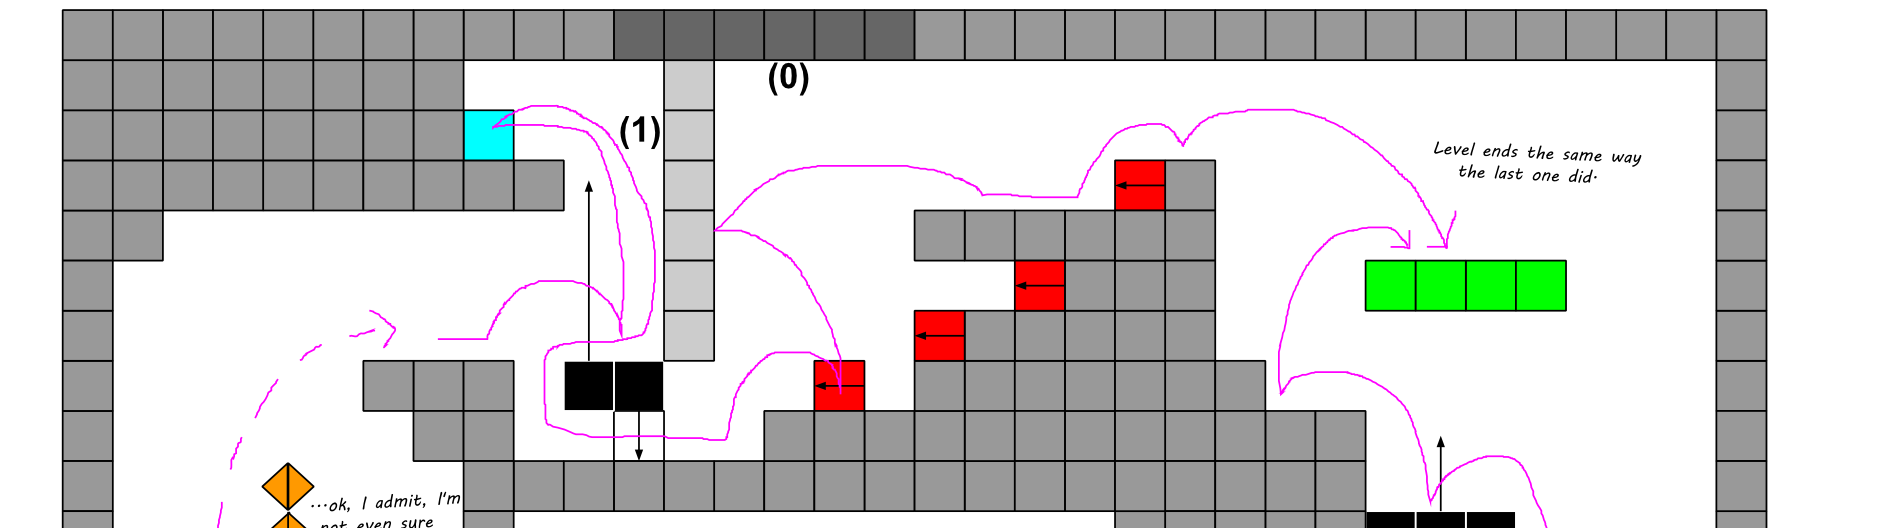 (0)
(1)
Level ends the same way
the last one did.
...ok, I admit, I'm
not even sure